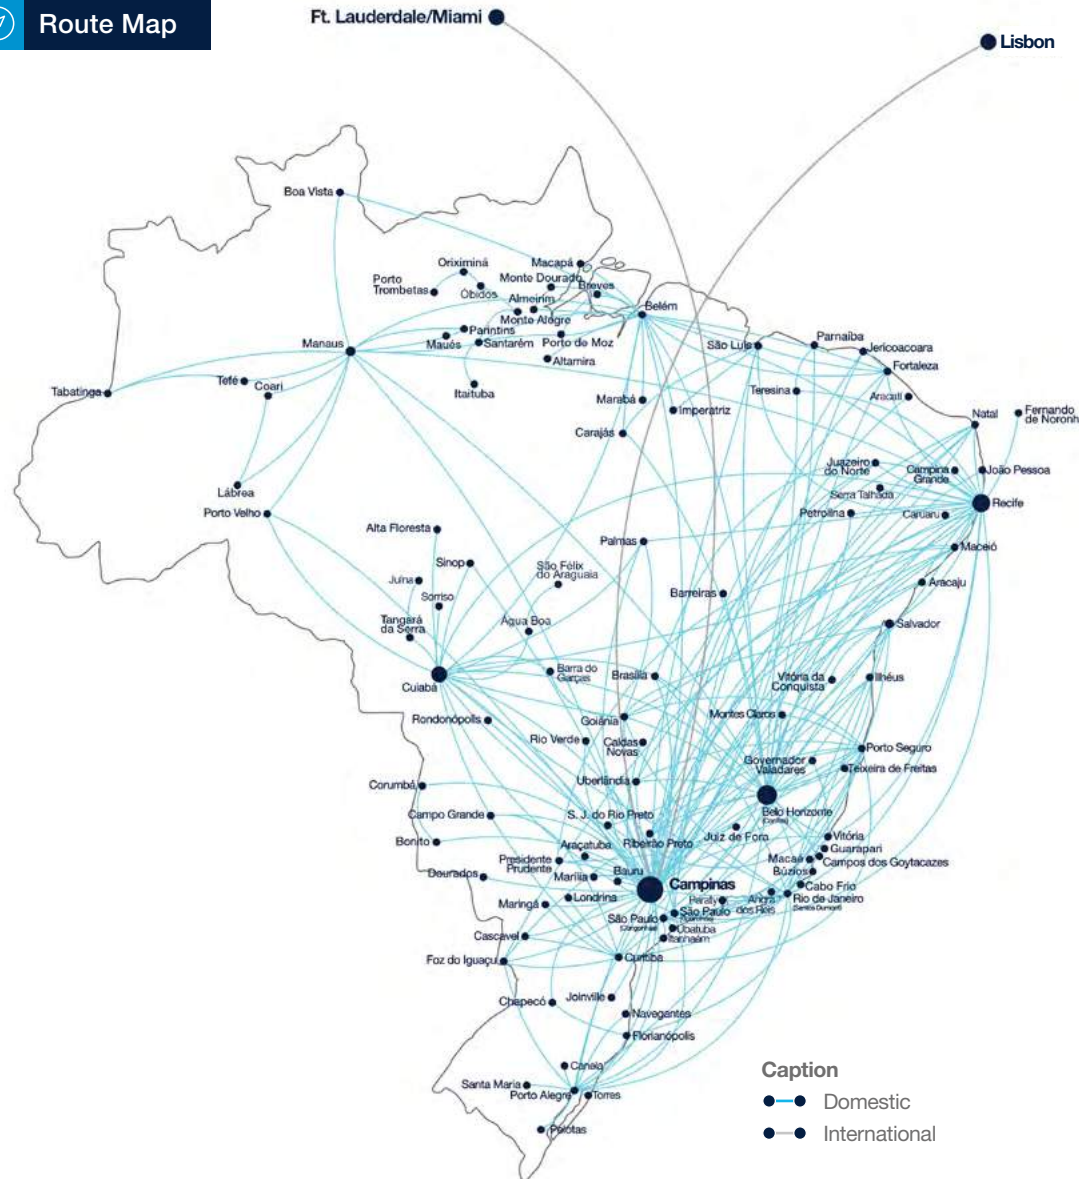 Route Map
Ft. Lauderdale/Miami
Lisbon
Boa Vista
Oriximiná
Macapá
Porto
Trombetas
Monte Dourado
Óbidos
Breves
Almeirim
Belém
Monte Alegre
Parintins
Manaus
Maués
Santarém
Porto de Moz
São Luís
Parnaíba
Jericoacoara
Altamira
Fortaleza
Tabatinga
Tefé
Coari
Itaituba
Marabá
Imperatriz
Teresina
Aracati
Carajás
Natal
Fernando
de Noronh
Juazeiro
do Norte
Campina
Grande
João Pessoa
Lábrea
Serra Talhada
Porto Velho
Petrolina
Caruaru
Recife
Alta Floresta
Palmas
Maceió
Sinop
São Félix
do Araguaia
Juína
Sorriso
Barreiras
Aracaju
Tangará
da Serra
Água Boa
Salvador
Cuiabá
Barra do
Garças
Brasília
Vitória da
Conquista
Ilhéus
Rondonópolis
Goiânia
Montes Claros
Rio Verde
Caldas
Novas
Porto Seguro
Governador
Valadares
Teixeira de Freitas
Corumbá
Uberlândia
Belo Horizonte
(Confins)
Campo Grande
S. J. do Rio Preto
Bonito
Araçatuba
Ribeirão Preto
Juiz de Fora
Vitória
Guarapari
Presidente
Prudente
Macaé
Campos dos Goytacazes
Dourados
Marília
Bauru
Búzios
Campinas
Cabo Frio
Maringá
Londrina
Paraty
Angra
dos Reis
Rio de Janeiro
(Santos Dumont)
São Paulo
(Congonhas)
São Paulo
(Guarulhos)
Ubatuba
Itanhaém
Cascavel
Foz do Iguaçu
Curitiba
Chapecó
Joinville
Navegantes
Florianópolis
Canela
Santa Maria
Porto Alegre
Torres
Pelotas
Caption
Domestic
International